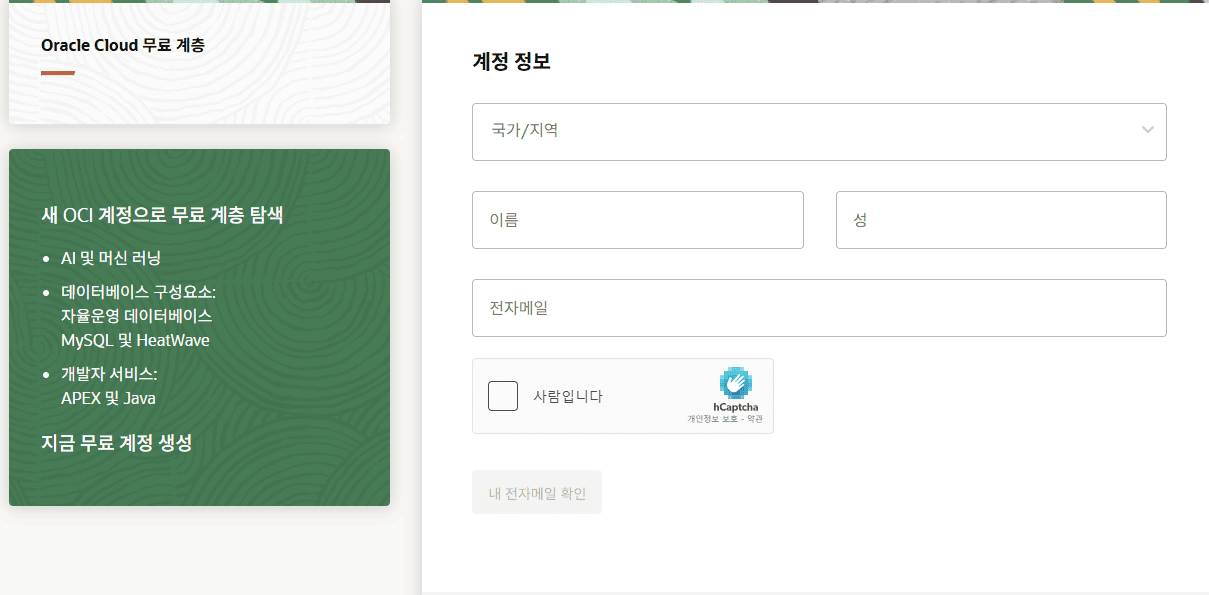 Oracle Cloud 무료 계층
새 OCI 계정으로 무료 계층 탐색
AI 및 머신 러닝
데이터베이스 구성요소:
자율운영 데이터베이스
MySQL 및 HeatWave
개발자 서비스:
APEX 및 Java
지금 무료 계정 생성
계정 정보
국가/지역
이름
성
전자메일
사람입니다
hCaptcha
개인정보 보호 - 약관
내 전자메일 확인